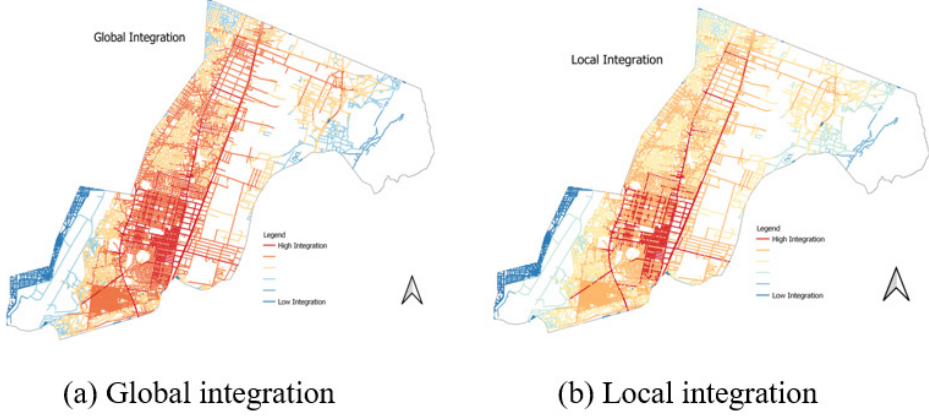 Global Integration
Legend
High Integration
Low Integration
(a) Global integration
Local Integration
Legend
High Integration
Low Integration
(b) Local integration